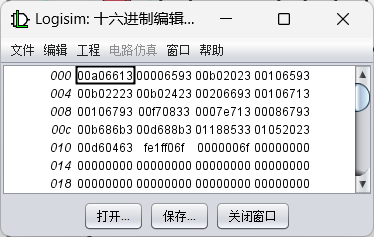 Logisim: 十六进制编辑...
文件 编辑 工程 电路仿真 窗口 帮助
000 00a06613 00006593 00b02023 00106593
004 00b02223 00b02423 00206693 00106713
008 00106793 00f70833 0007e713 00086793
00c 00b686b3 00d688b3 01188533 01052023
010 00d60463 fe1ff06f 0000006f 00000000
014 00000000 00000000 00000000 00000000
018 00000000 00000000 00000000 00000000
打开... 保存... 关闭窗口